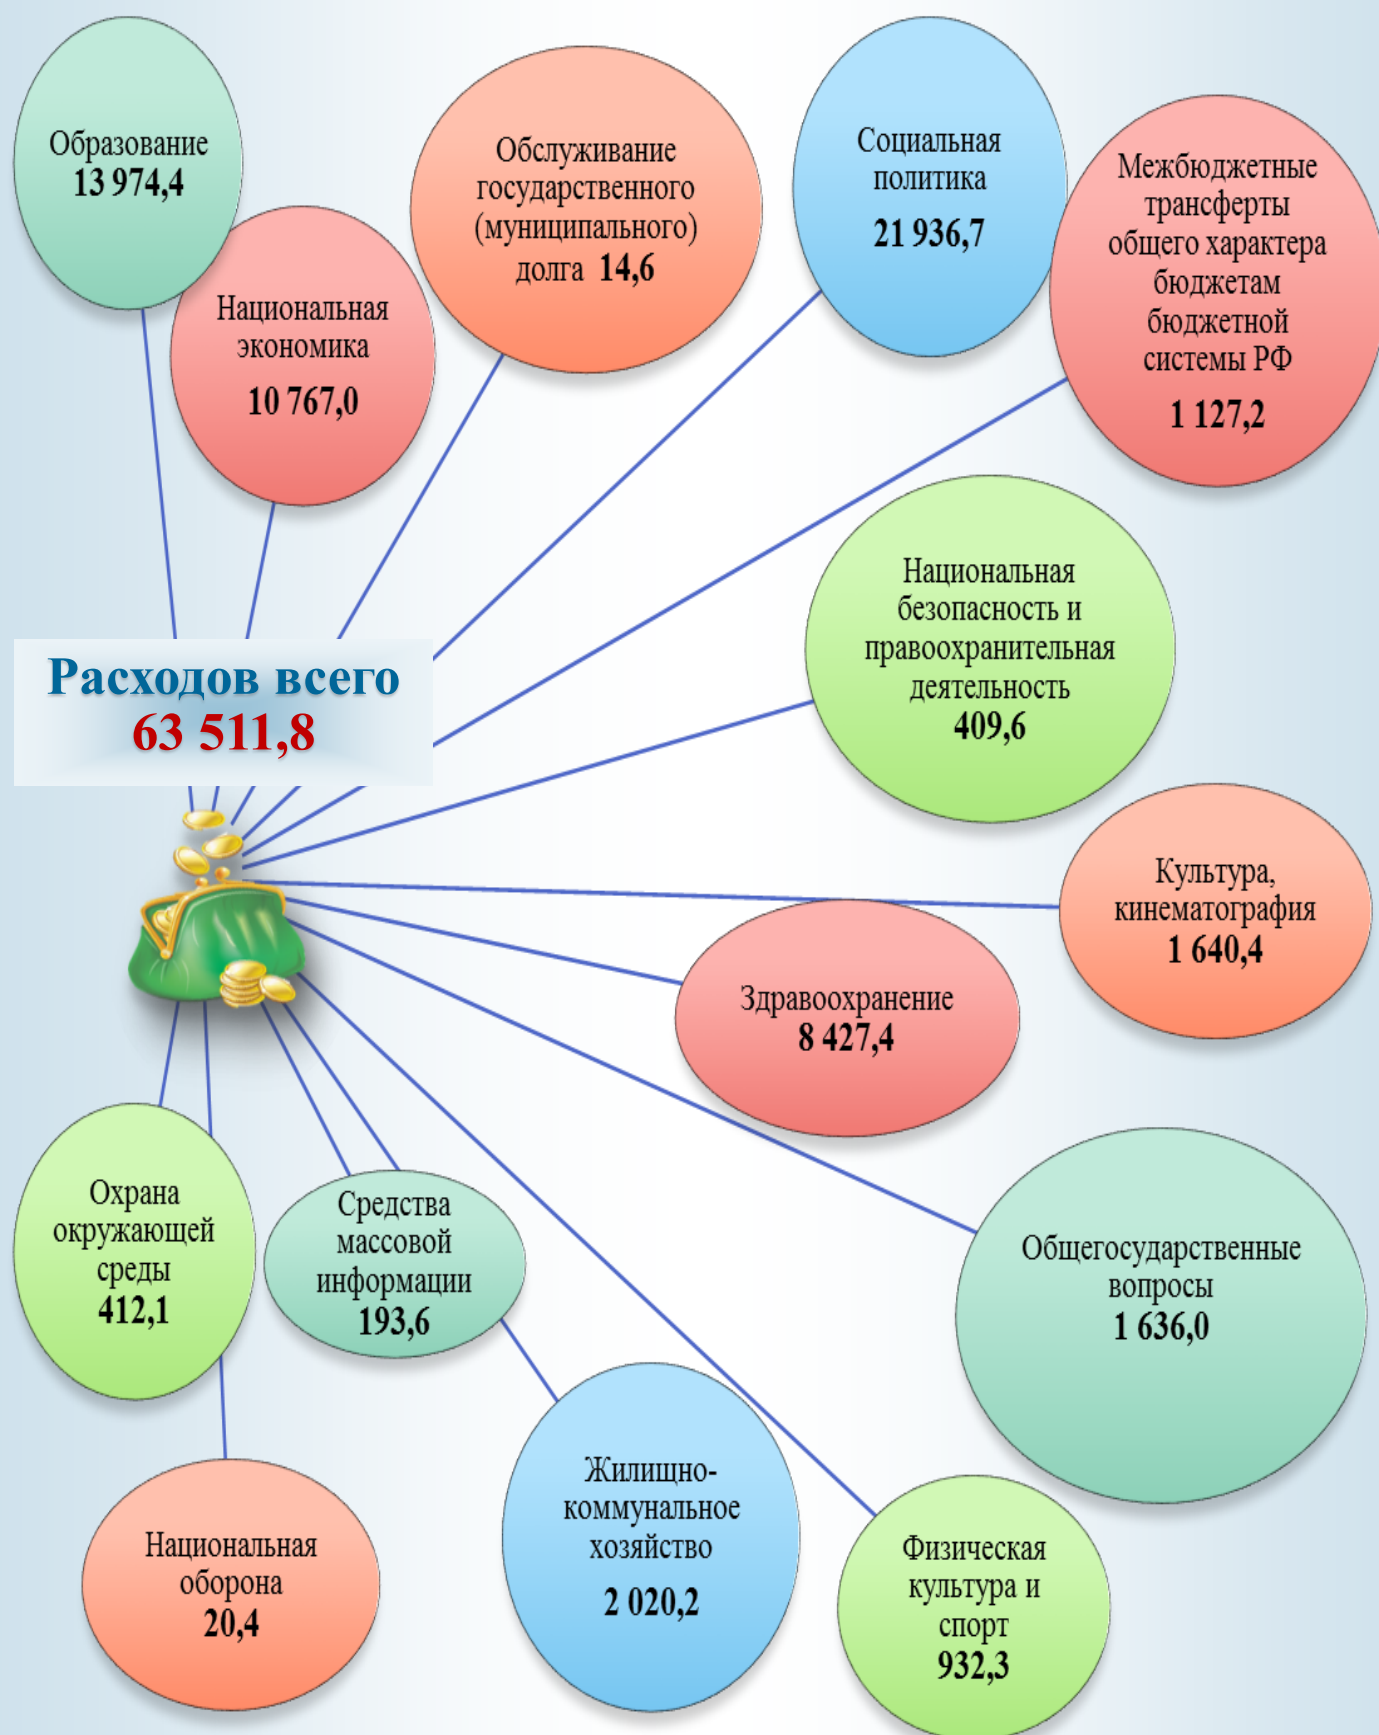 Образование
13 974,4
Национальная
экономика
10 767,0
Обслуживание
государственного
(муниципального)
долга 14,6
Социальная
политика
21 936,7
Межбюджетные
трансферты
общего характера
бюджетам
бюджетной
системы РФ
1 127,2
Национальная
безопасность и
правоохранительная
деятельность
409,6
Расходов всего
63 511,8
Культура,
кинематография
1 640,4
Здравоохранение
8 427,4
Общегосударственные
вопросы
1 636,0
Охрана
окружающей
среды
412,1
Средства
массовой
информации
193,6
Национальная
оборона
20,4
Жилищно-
коммунальное
хозяйство
2 020,2
Физическая
культура и
спорт
932,3